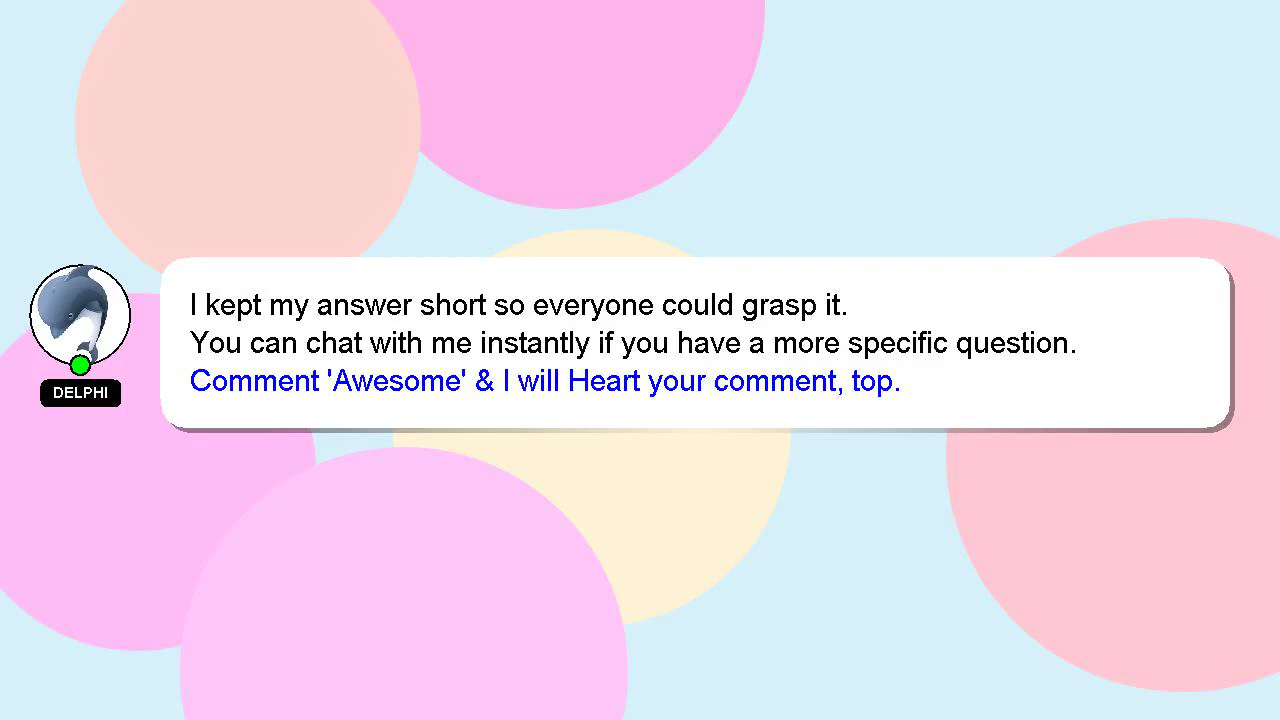 I kept my answer short so everyone could grasp it.
You can chat with me instantly if you have a more specific question.
Comment 'Awesome' & I will Heart your comment, top.
DELPHI